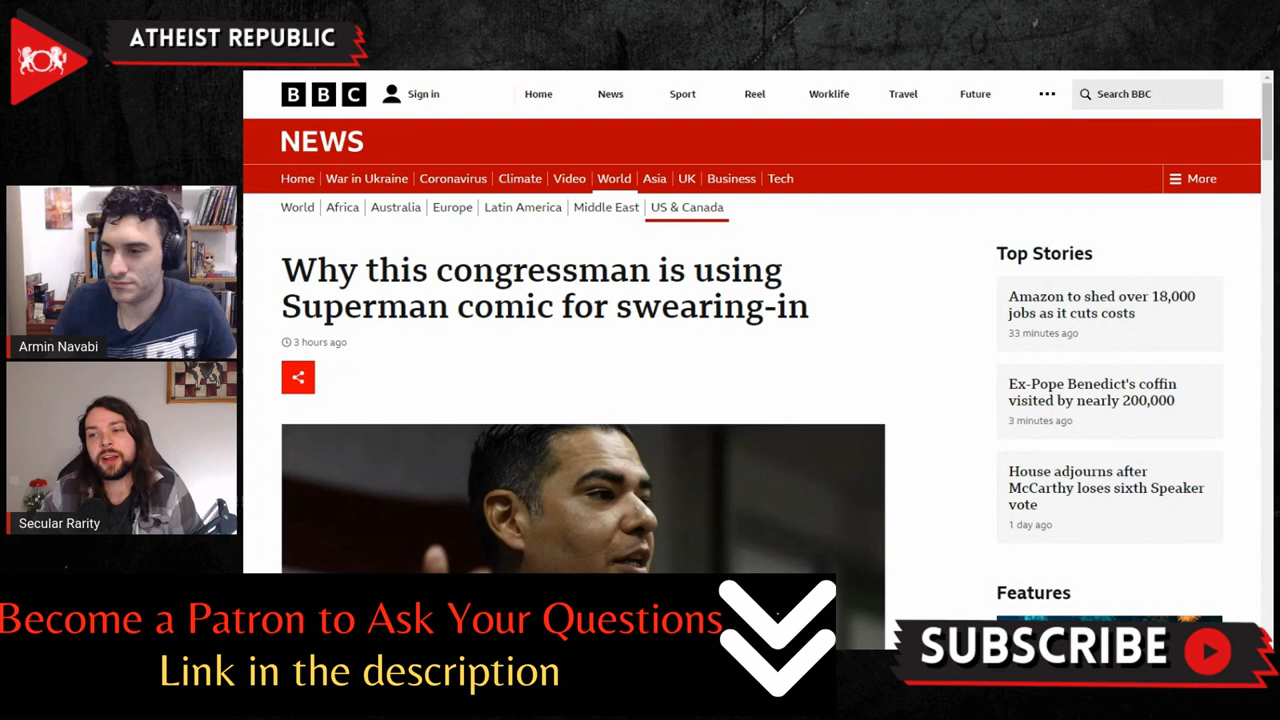 ATHEIST REPUBLIC
BBC Sign in Home News Sport Reel Worklife Travel Future Search BBC
NEWS
Home War in Ukraine Coronavirus Climate Video World Asia UK Business Tech More
World Africa Australia Europe Latin America Middle East US & Canada
Why this congressman is using
Superman comic for swearing-in
3 hours ago
Top Stories
Amazon to shed over 18,000
jobs as it cuts costs
33 minutes ago
Ex-Pope Benedict's coffin
visited by nearly 200,000
3 minutes ago
House adjourns after
McCarthy loses sixth Speaker
vote
1 day ago
Features
Armin Navabi
Secular Rarity
Become a Patron to Ask Your Questions
Link in the description
SUBSCRIBE